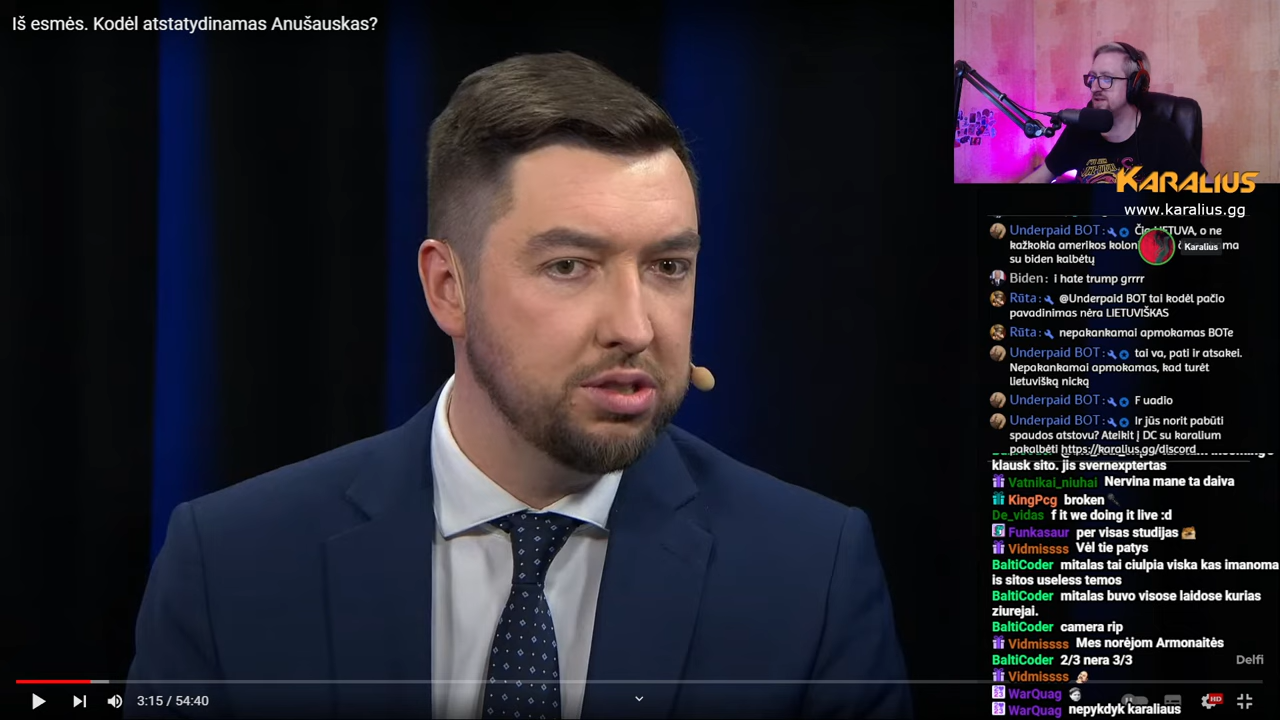 Iš esmės. Kodėl atstatydinamas Anušauskas?
KARALIUS
www.karalius.gg
Karalius
Underpaid BOT: Čia LIETUVA, o ne
kažkokia amerikos
su biden kalbėtų
Biden: I hate trump grrrr
Rūta: @Underpaid BOT tai kodėl pačio
pavadinimas nėra LIETUVIŠKAS
Rūta: nepakankamai apmokamas BOTe
Underpaid BOT: tai va, pati ir atsakei.
Nepakankamai apmokamas, kad turėt
lietuvišką nicką
Underpaid BOT: F uadio
Underpaid BOT: Ir jūs norit pabūti
spaudos atstovu? Ateikit į DC su karalium
pakalbėti https://karalius.gg/discord
klausk sito. jis svernexptertas
Vatnikai_niuhai Nervina mane ta daiva
KingPcg broken
De_vidas f it we doing it live :d
Funkasaur per visas studijas
Vidmissss Vėl tie patys
BaltiCoder mitalas tai ciulpia viska kas imanoma
is sitos useless temos
BaltiCoder mitalas buvo visose laidose kurias
ziurejai.
BaltiCoder camera rip
Vidmissss Mes norėjom Armonaitės
BaltiCoder 2/3 nera 3/3
Delfi
Vidmissss
WarQuag
WarQuag nepykdyk karaliaus
3:15 / 54:40
HD